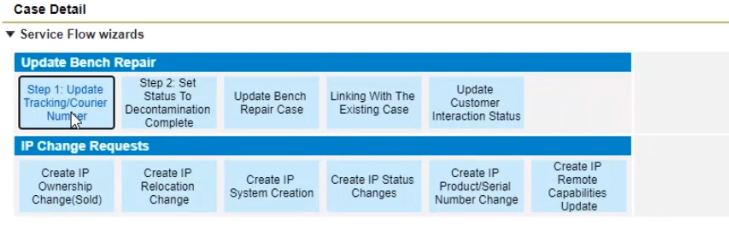 Case Detail
▼ Service Flow wizards
Update Bench Repair
Step 1: Update
Tracking/Courier
Number
Step 2: Set
Status To
Decontamination
Complete
Update Bench
Repair Case
Linking With The
Existing Case
Update
Customer
Interaction Status
IP Change Requests
Create IP
Ownership
Change(Sold)
Create IP
Relocation
Change
Create IP
System Creation
Create IP Status
Changes
Create IP
Product/Serial
Number Change
Create IP
Remote
Capabilities
Update